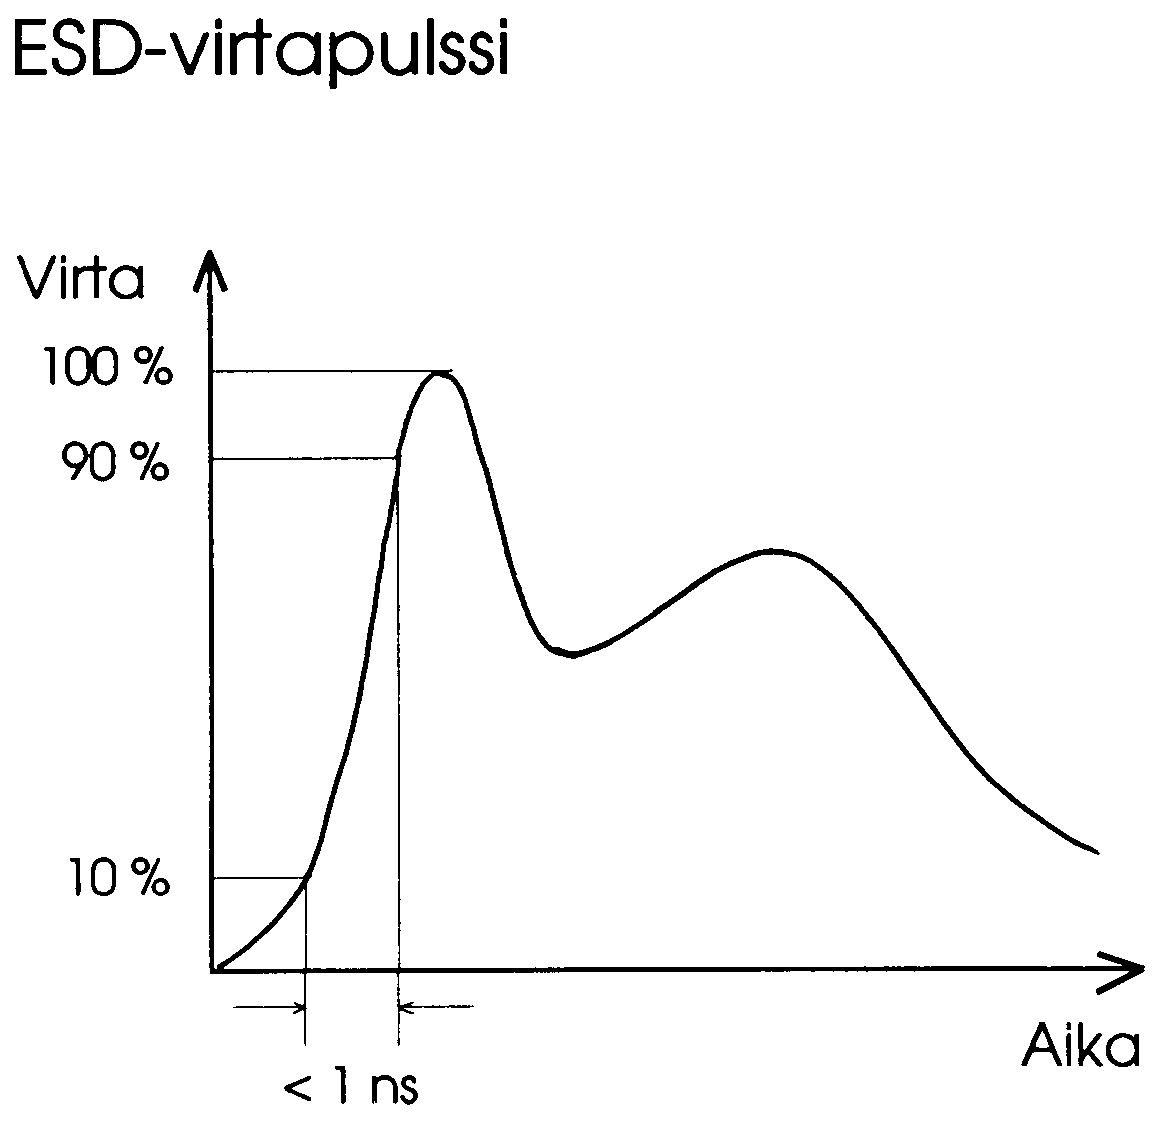 ESD-virtapulssi
Virta
100 %
90 %
10 %
< 1 ns
Aika